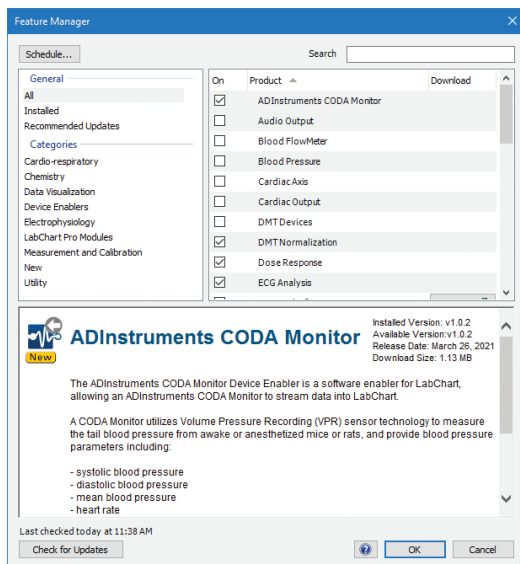 Feature Manager
Schedule...
Search
General
All
Installed
Recommended Updates
Categories
Cardio-respiratory
Chemistry
Data Visualization
Device Enablers
Electrophysiology
LabChart Pro Modules
Measurement and Calibration
New
Utility
On Product Download
ADInstruments CODA Monitor
Audio Output
Blood FlowMeter
Blood Pressure
Cardiac Axis
Cardiac Output
DMT Devices
DMT Normalization
Dose Response
ECG Analysis
New
ADInstruments CODA Monitor
Installed Version: v1.0.2
Available Version:v1.0.2
Release Date: March 26, 2021
Download Size: 1.13 MB
The ADInstruments CODA Monitor Device Enabler is a software enabler for LabChart,
allowing an ADInstruments CODA Monitor to stream data into LabChart.
A CODA Monitor utilizes Volume Pressure Recording (VPR) sensor technology to measure
the tail blood pressure from awake or anesthetized mice or rats, and provide blood pressure
parameters including:
- systolic blood pressure
- diastolic blood pressure
- mean blood pressure
- heart rate
Last checked today at 11:38 AM
Check for Updates
?
OK
Cancel